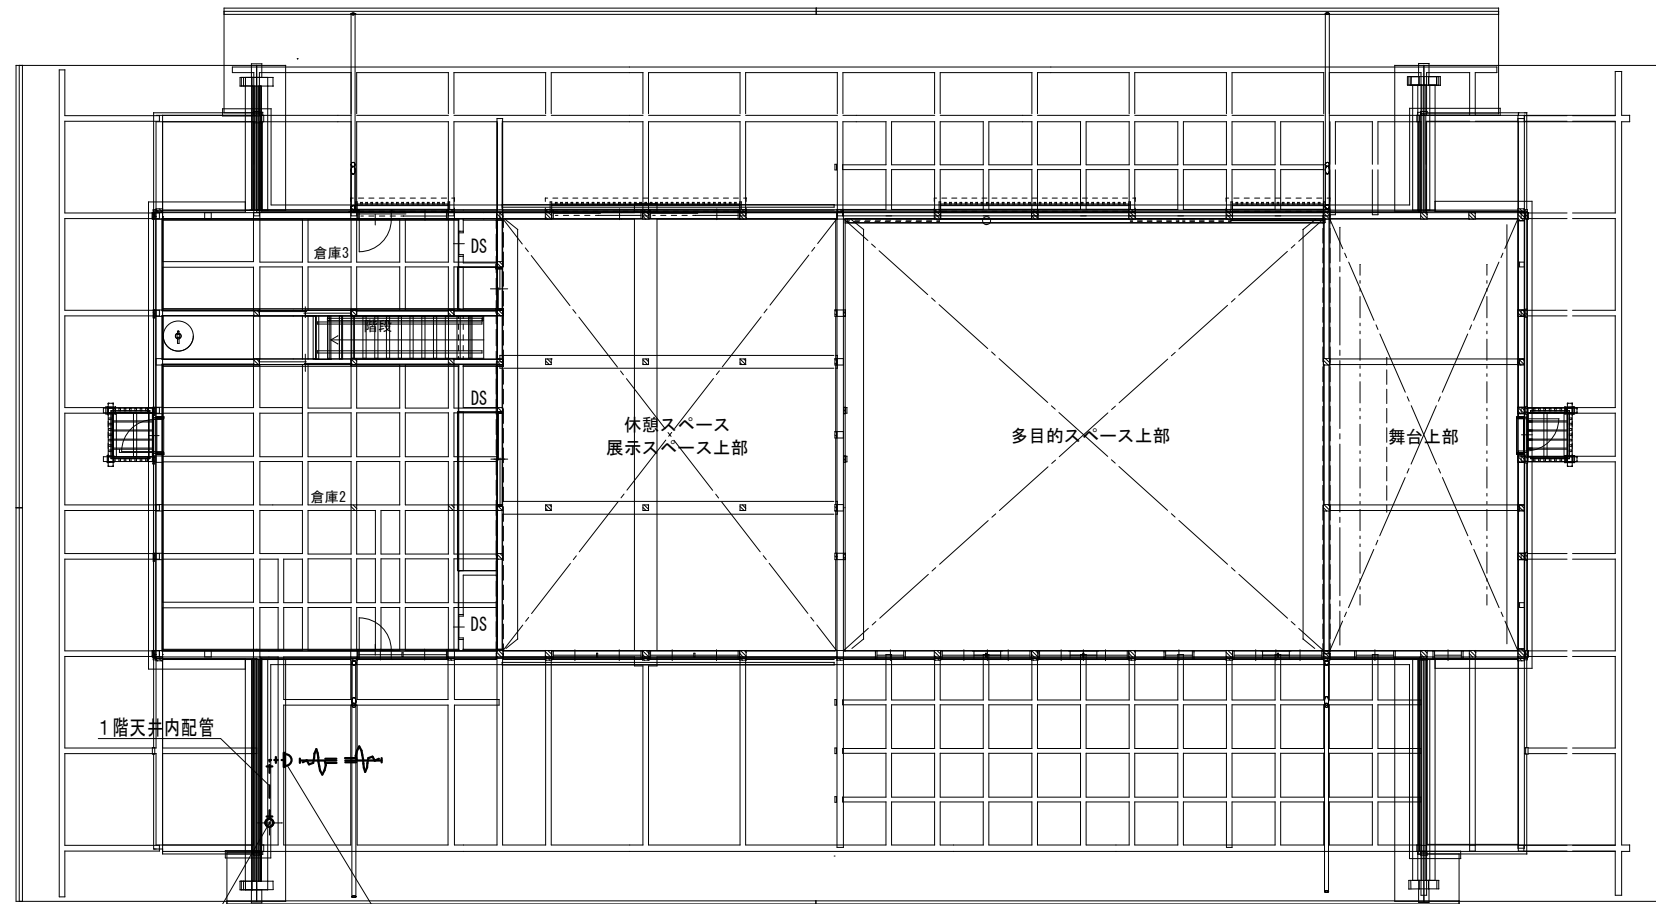 倉庫3
DS
階段
DS
休憩スペース
展示スペース上部
多目的スペース上部
舞台上部
倉庫2
DS
1階天井内配管